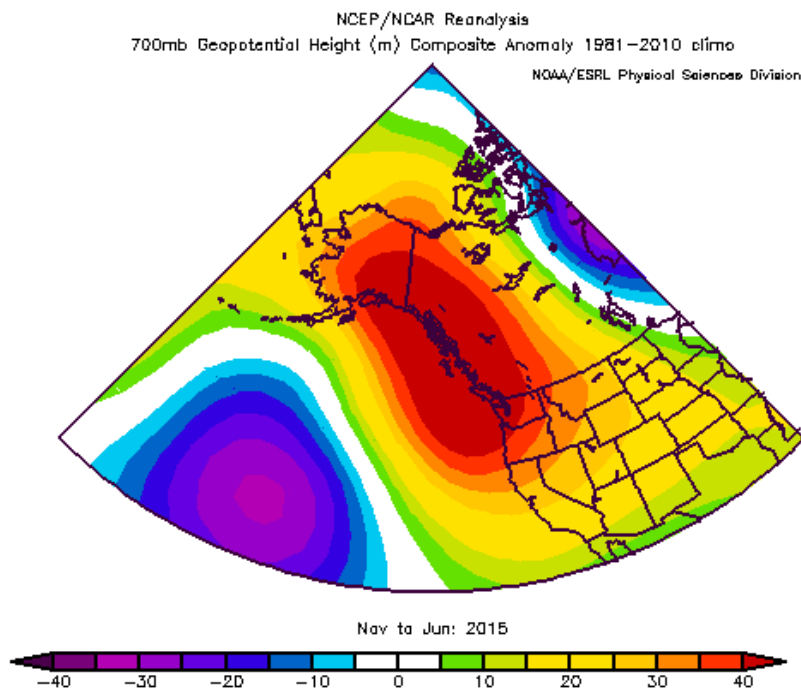 NCEP/NCAR Reanalysis
700mb Geopotential Height (m) Composite Anomaly 1981-2010 climo
NOAA/ESRL Physical Sciences Division
Nov to Jun: 2015
-40 -30 -20 -10 0 10 20 30 40